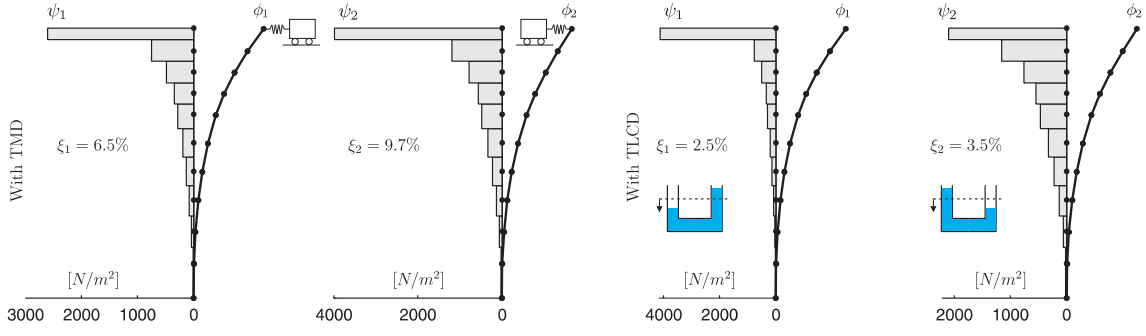 ψ₁ ϕ₁ ψ₂ ϕ₂ ψ₁ ϕ₁ ψ₂ ϕ₂
With TMD
ξ₁ = 6.5% ξ₂ = 9.7%
With TLCD
ξ₁ = 2.5% ξ₂ = 3.5%
[N/m²] [N/m²] [N/m²] [N/m²]
3000 2000 1000 0 4000 2000 0 4000 2000 0 2000 1000 0